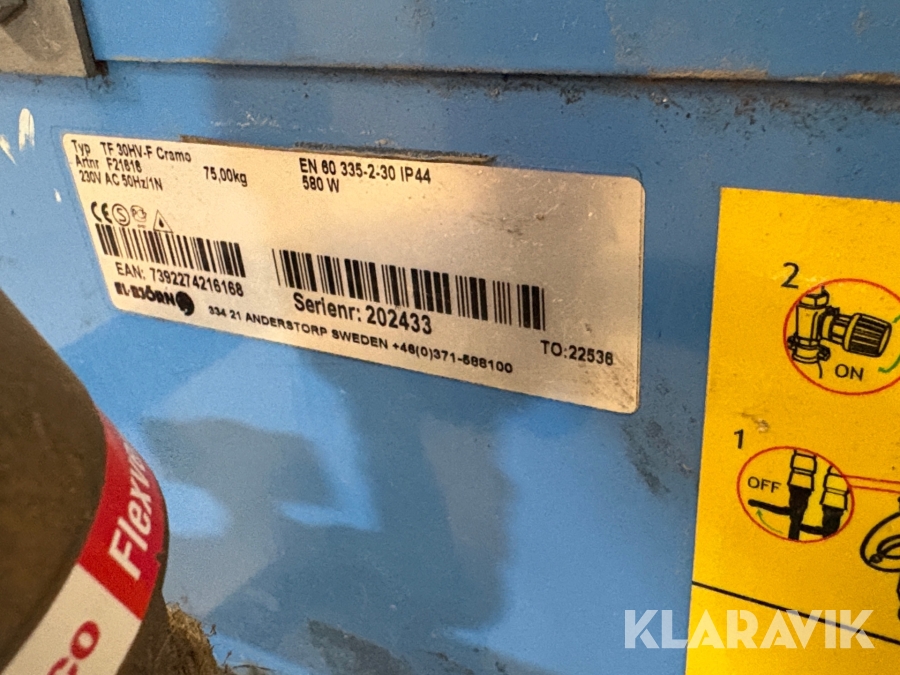 Typ TF 30HV-F Cramo
Artnr F21616
230V AC 50Hz/1N
75,00kg
EN 60 335-2-30 IP44
580 W
CE S
EAN: 7392274216168
EL-BJÖRN
Serienr: 202433
334 21 ANDERSTORP SWEDEN +46(0)371-588100
TO:22536
2
ON
1
OFF
KLARAVIK